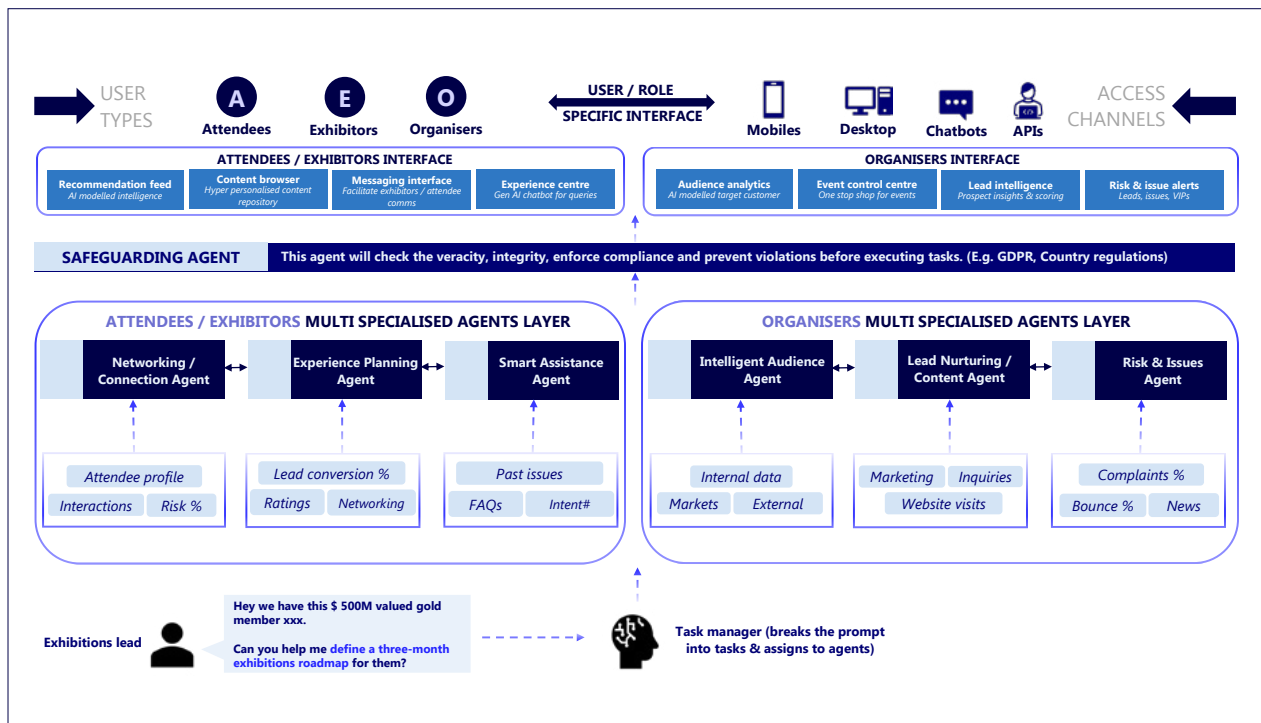 USER
TYPES
A
Attendees
E
Exhibitors
O
Organisers
USER / ROLE
SPECIFIC INTERFACE
Mobiles
Desktop
Chatbots
APIs
ACCESS
CHANNELS
ATTENDEES / EXHIBITORS INTERFACE
Recommendation feed
AI modelled intelligence
Content browser
Hyper personalised content
repository
Messaging interface
Facilitate exhibitors / attendee
comms
Experience centre
Gen AI chatbot for queries
ORGANISERS INTERFACE
Audience analytics
AI modelled target customer
Event control centre
One stop shop for events
Lead intelligence
Prospect insights & scoring
Risk & issue alerts
Leads, issues, VIPs
SAFEGUARDING AGENT
This agent will check the veracity, integrity, enforce compliance and prevent violations before executing tasks. (E.g. GDPR, Country regulations)
ATTENDEES / EXHIBITORS MULTI SPECIALISED AGENTS LAYER
Networking /
Connection Agent
Experience Planning
Agent
Smart Assistance
Agent
Attendee profile
Interactions
Risk %
Lead conversion %
Ratings
Networking
Past issues
FAQs
Intent#
ORGANISERS MULTI SPECIALISED AGENTS LAYER
Intelligent Audience
Agent
Lead Nurturing /
Content Agent
Risk & Issues
Agent
Internal data
Markets
External
Marketing
Inquiries
Website visits
Complaints %
Bounce %
News
Exhibitions lead
Hey we have this $ 500M valued gold
member xxx.
Can you help me define a three-month
exhibitions roadmap for them?
Task manager (breaks the prompt
into tasks & assigns to agents)